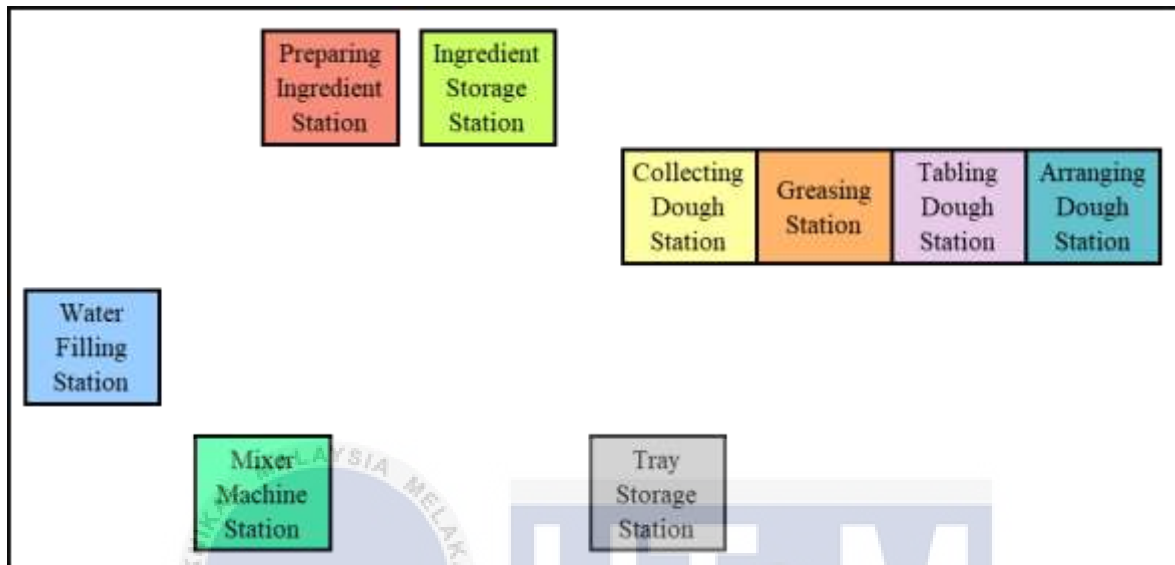 Preparing
Ingredient
Station
Ingredient
Storage
Station
Collecting
Dough
Station
Greasing
Station
Tabling
Dough
Station
Arranging
Dough
Station
Water
Filling
Station
Mixer
Machine
Station
Tray
Storage
Station
MALAYSIA